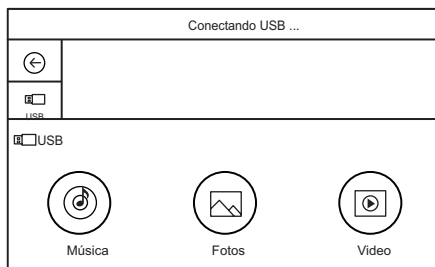 Conectando USB ...
USB
USB
Música
Fotos
Video